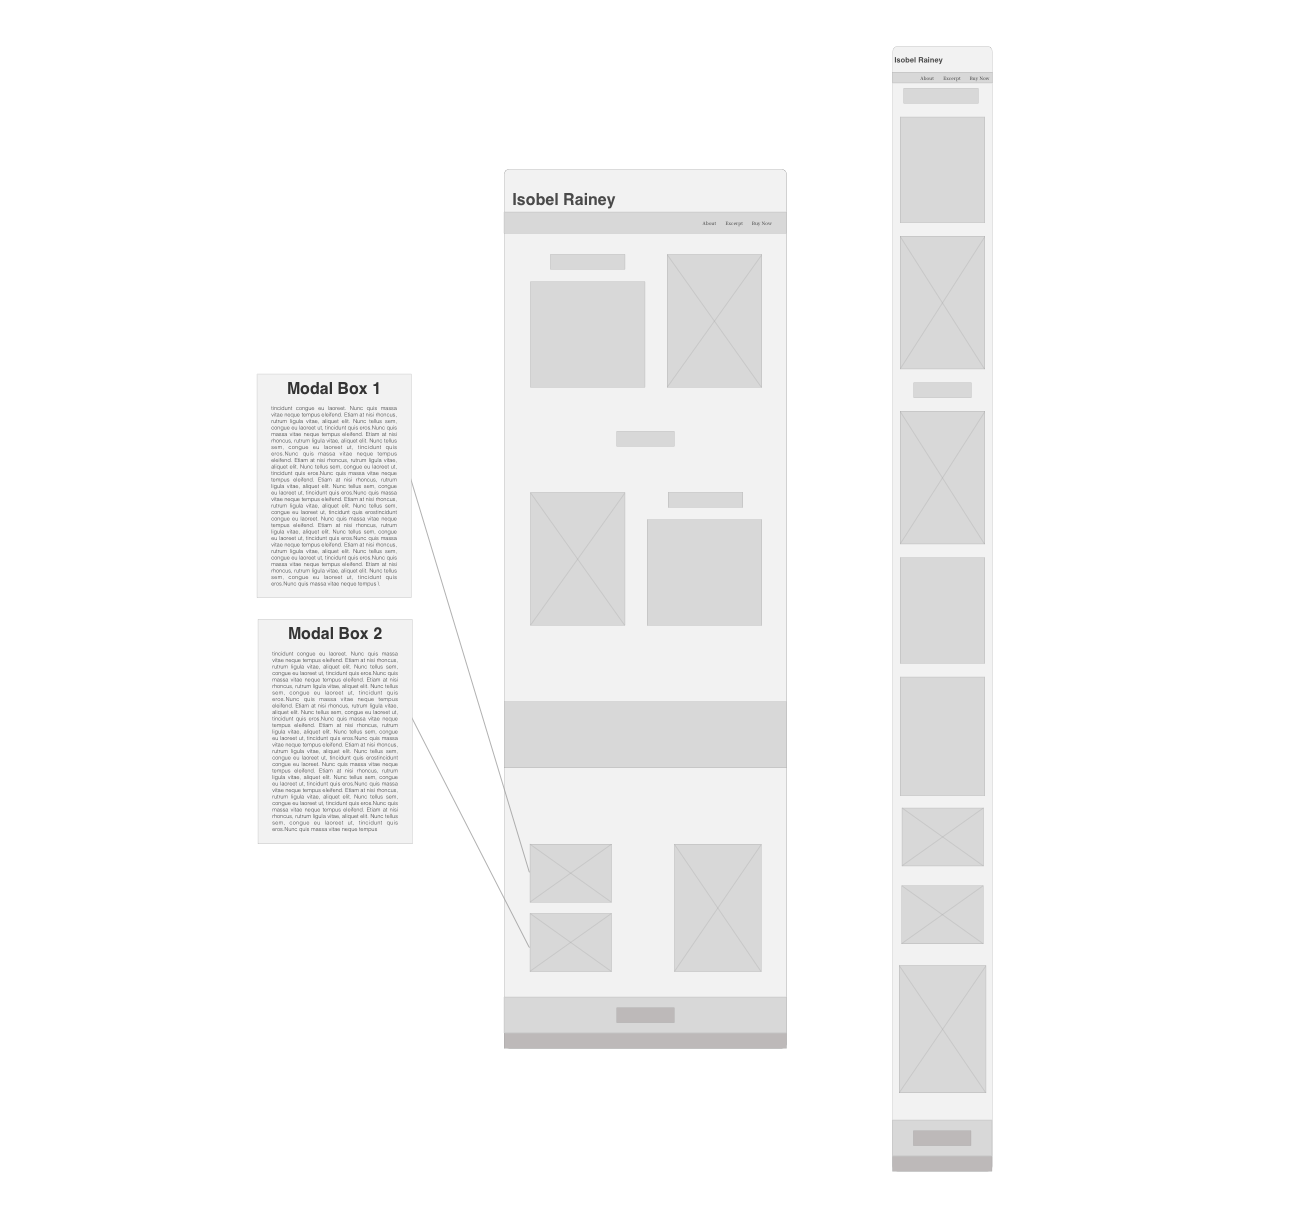 Modal Box 1
tincidunt congue eu laoreet. Nunc quis massa
vitae neque tempus eleifend. Etiam at nisi rhoncus,
rutrum ligula vitae, aliquet elit. Nunc tellus sem,
congue eu laoreet ut, tincidunt quis eros.Nunc quis
massa vitae neque tempus eleifend. Etiam at nisi
rhoncus, rutrum ligula vitae, aliquet elit. Nunc tellus
sem, congue eu laoreet ut, tincidunt quis
eros.Nunc quis massa vitae neque tempus
eleifend. Etiam at nisi rhoncus, rutrum ligula vitae,
aliquet elit. Nunc tellus sem, congue eu laoreet ut,
tincidunt quis eros.Nunc quis massa vitae neque
tempus eleifend. Etiam at nisi rhoncus, rutrum
ligula vitae, aliquet elit. Nunc tellus sem, congue
eu laoreet ut, tincidunt quis eros.Nunc quis massa
vitae neque tempus eleifend. Etiam at nisi rhoncus,
rutrum ligula vitae, aliquet elit. Nunc tellus sem,
congue eu laoreet ut, tincidunt quis erostincidunt
congue eu laoreet. Nunc quis massa vitae neque
tempus eleifend. Etiam at nisi rhoncus, rutrum
ligula vitae, aliquet elit. Nunc tellus sem, congue
eu laoreet ut, tincidunt quis eros.Nunc quis massa
vitae neque tempus eleifend. Etiam at nisi rhoncus,
rutrum ligula vitae, aliquet elit. Nunc tellus sem,
congue eu laoreet ut, tincidunt quis eros.Nunc quis
massa vitae neque tempus eleifend. Etiam at nisi
rhoncus, rutrum ligula vitae, aliquet elit. Nunc tellus
sem, congue eu laoreet ut, tincidunt quis
eros.Nunc quis massa vitae neque tempus l.
Modal Box 2
tincidunt congue eu laoreet. Nunc quis massa
vitae neque tempus eleifend. Etiam at nisi rhoncus,
rutrum ligula vitae, aliquet elit. Nunc tellus sem,
congue eu laoreet ut, tincidunt quis eros.Nunc quis
massa vitae neque tempus eleifend. Etiam at nisi
rhoncus, rutrum ligula vitae, aliquet elit. Nunc tellus
sem, congue eu laoreet ut, tincidunt quis
eros.Nunc quis massa vitae neque tempus
eleifend. Etiam at nisi rhoncus, rutrum ligula vitae,
aliquet elit. Nunc tellus sem, congue eu laoreet ut,
tincidunt quis eros.Nunc quis massa vitae neque
tempus eleifend. Etiam at nisi rhoncus, rutrum
ligula vitae, aliquet elit. Nunc tellus sem, congue
eu laoreet ut, tincidunt quis eros.Nunc quis massa
vitae neque tempus eleifend. Etiam at nisi rhoncus,
rutrum ligula vitae, aliquet elit. Nunc tellus sem,
congue eu laoreet ut, tincidunt quis erostincidunt
congue eu laoreet. Nunc quis massa vitae neque
tempus eleifend. Etiam at nisi rhoncus, rutrum
ligula vitae, aliquet elit. Nunc tellus sem, congue
eu laoreet ut, tincidunt quis eros.Nunc quis massa
vitae neque tempus eleifend. Etiam at nisi rhoncus,
rutrum ligula vitae, aliquet elit. Nunc tellus sem,
congue eu laoreet ut, tincidunt quis eros.Nunc quis
massa vitae neque tempus eleifend. Etiam at nisi
rhoncus, rutrum ligula vitae, aliquet elit. Nunc tellus
sem, congue eu laoreet ut, tincidunt quis
eros.Nunc quis massa vitae neque tempus
Isobel Rainey
About Excerpt Buy Now
Isobel Rainey
About Excerpt Buy Now